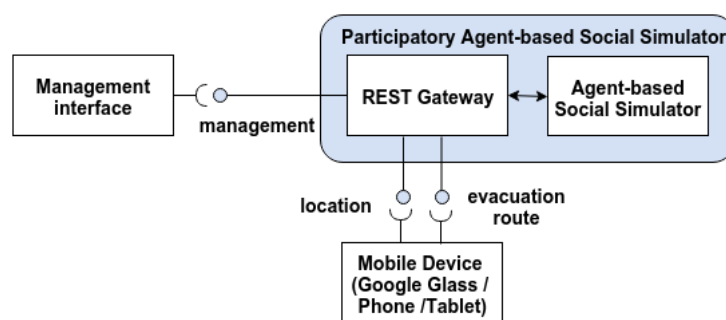 Participatory Agent-based Social Simulator
Management
interface
REST Gateway
Agent-based
Social Simulator
management
location
evacuation
route
Mobile Device
(Google Glass /
Phone /Tablet)